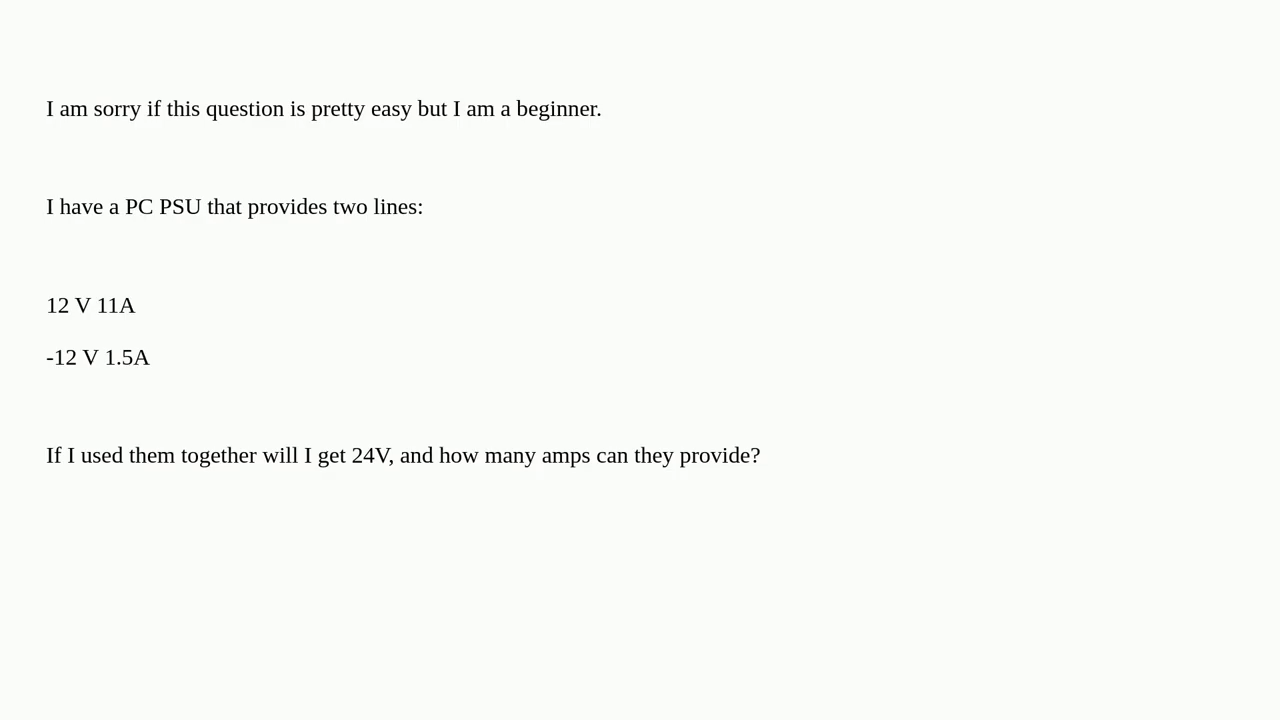 I am sorry if this question is pretty easy but I am a beginner.
I have a PC PSU that provides two lines:
12 V 11A
-12 V 1.5A
If I used them together will I get 24V, and how many amps can they provide?